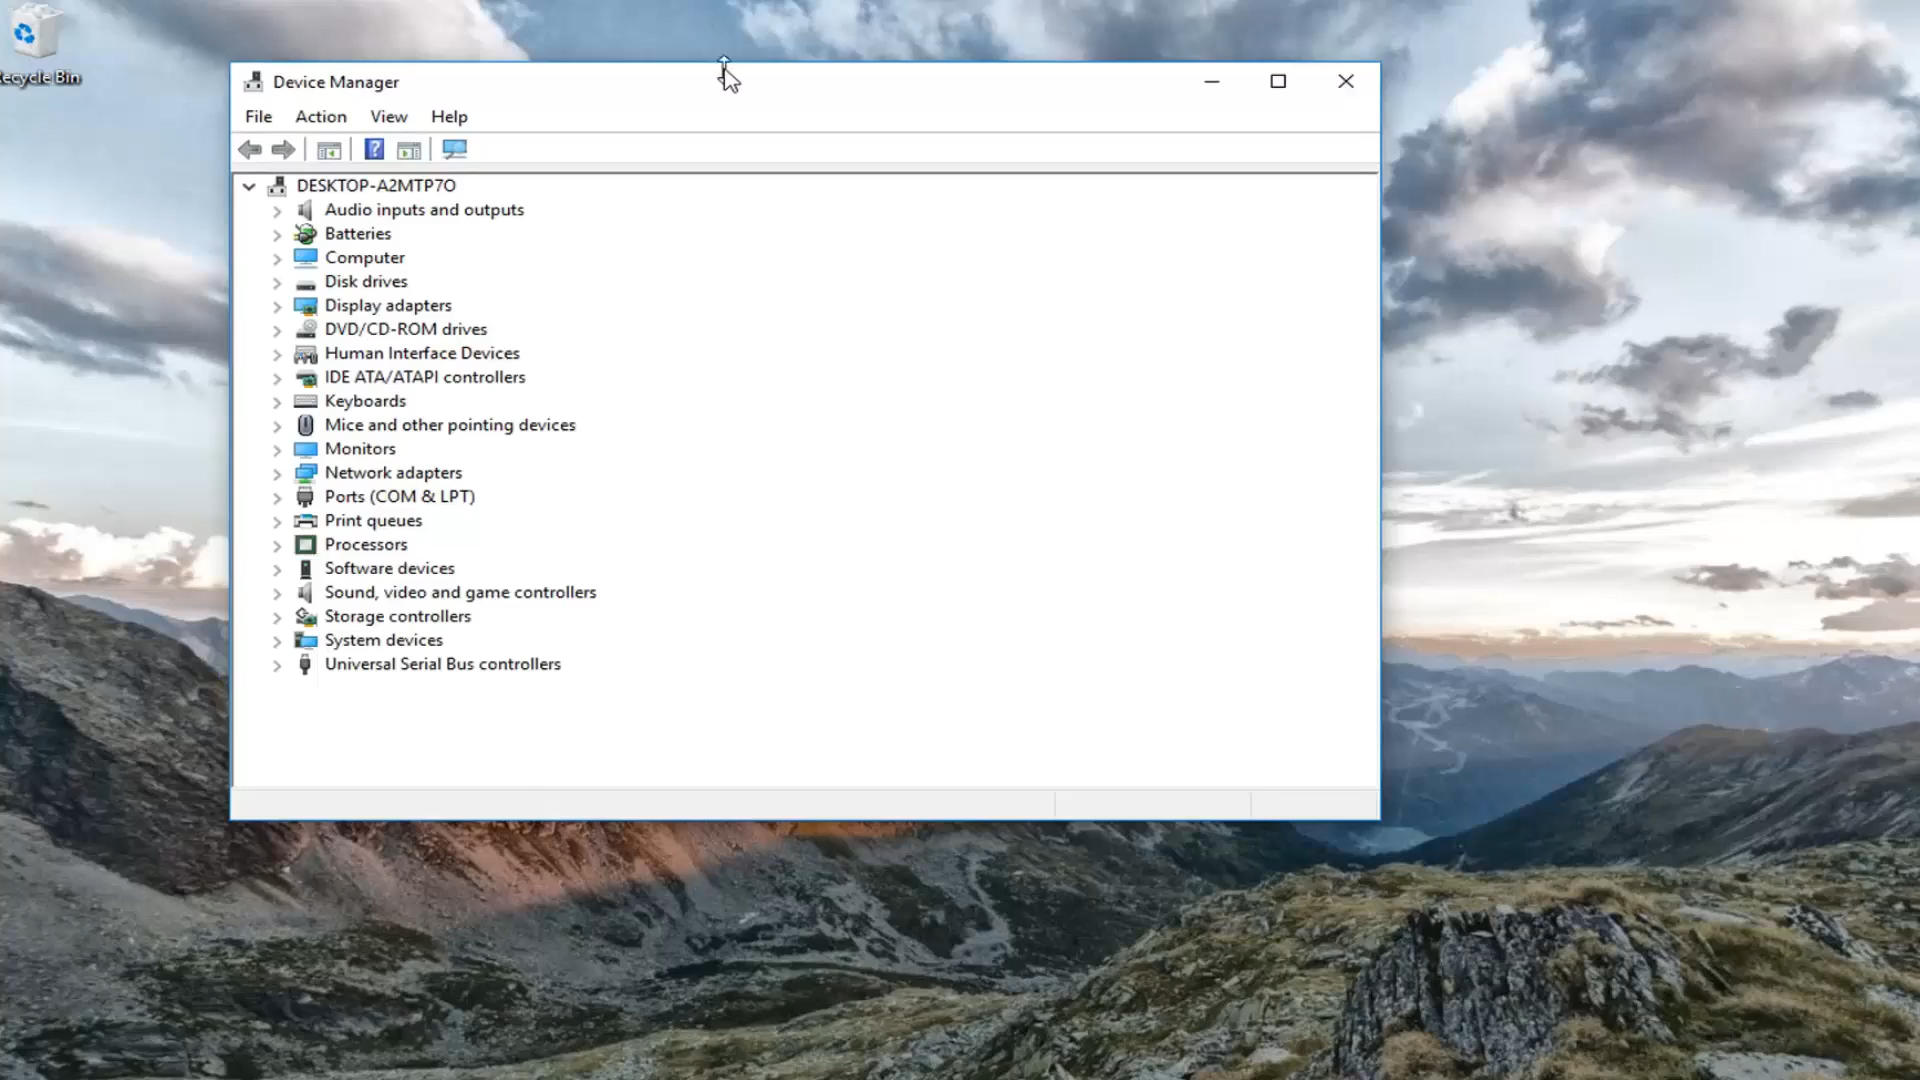 ecycle Bin
Device Manager
File Action View Help
?
DESKTOP-A2MTP7O
Audio inputs and outputs
Batteries
Computer
Disk drives
Display adapters
DVD/CD-ROM drives
Human Interface Devices
IDE ATA/ATAPI controllers
Keyboards
Mice and other pointing devices
Monitors
Network adapters
Ports (COM & LPT)
Print queues
Processors
Software devices
Sound, video and game controllers
Storage controllers
System devices
Universal Serial Bus controllers